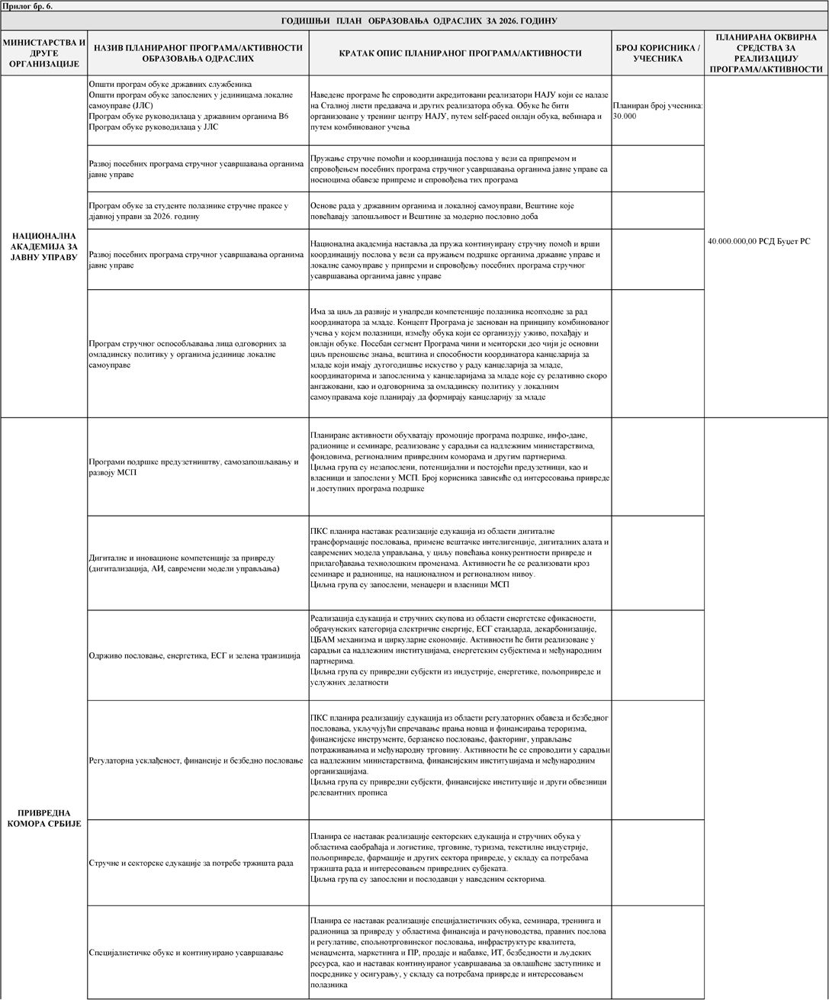 Прилог бр. 6.
ГОДИШЊИ ПЛАН ОБРАЗОВАЊА ОДРАСЛИХ ЗА 2026. ГОДИНУ
МИНИСТАРСТВА И
ДРУГЕ
ОРГАНИЗАЦИЈЕ
НАЗИВ ПЛАНИРАНОГ ПРОГРАМА/АКТИВНОСТИ
ОБРАЗОВАЊА ОДРАСЛИХ
КРАТАК ОПИС ПЛАНИРАНОГ ПРОГРАМА/АКТИВНОСТИ
БРОЈ КОРИСНИКА /
УЧЕСНИКА
ПЛАНИРАНА ОКВИРНА
СРЕДСТВА ЗА
РЕАЛИЗАЦИЈУ
ПРОГРАМА/АКТИВНОСТИ
НАЦИОНАЛНА
АКАДЕМИЈА ЗА
ЈАВНУ УПРАВУ
Општи програм обуке државних службеника
Општи програм обуке запослених у јединицама локалне
самоуправе (ЈЛС)
Програм обуке руководилаца у државним органима В6
Програм обуке руководилаца у ЈЛС
Наведене програме ће спроводити акредитовани реализатори НАЈУ који се налазе
на Сталној листи предавача и других реализатора обука. Обуке ће бити
организоване у тренинг центру НАЈУ, путем self-paced онлајн обука, вебинара и
путем комбинованог учења
Планиран број учесника:
30.000
40.000.000,00 РСД Буџет РС
Развој посебних програма стручног усавршавања органима
јавне управе
Пружање стручне помоћи и координација послова у вези са припремом и
спровођењем посебних програма стручног усавршавања органима јавне управе са
носиоцима обавезе припреме и спровођења тих програма
Програм обуке за студенте полазнике стручне праксе у
дјавној управи за 2026. годину
Основе рада у државним органима и локалној самоуправи, Вештине које
повећавају запошљивост и Вештине за модерно пословно доба
Развој посебних програма стручног усавршавања органима
јавне управе
Национална академија наставља да пружа континуирану стручну помоћ и врши
координацију послова у вези са пружањем подршке органима државне управе и
локалне самоуправе у припреми и спровођењу посебних програма стручног
усавршавања органима јавне управе
Програм стручног оспособљавања лица одговорних за
омладинску политику у органима јединице локалне
самоуправе
Има за циљ да развије и унапреди компетенције полазника неопходне за рад
координатора за младе. Концепт Програма је заснован на принципу комбинованог
учења у којем полазници, између обука који се организују уживо, похађају и
онлајн обуке. Посебан сегмент Програма чини и менторски део чији је основни
циљ преношење знања, вештина и способности координатора канцеларија за
младе који имају дугогодишње искуство у раду канцеларија за младе,
координаторима и запосленима у канцеларијама за младе које су релативно скоро
ангажовани, као и одговорнима за омладинску политику у локалним
самоуправама које планирају да формирају канцеларију за младе
ПРИВРЕДНА
КОМОРА СРБИЈЕ
Програми подршке предузетништву, самозапошљавању и
развоју МСП
Планиране активности обухватају промоције програма подршке, инфо-дане,
радионице и семинаре, реализоване у сарадњи са надлежним министарствима,
фондовима, регионалним привредним коморама и другим партнерима.
Циљна група су незапослени, потенцијални и постојећи предузетници, као и
власници и запослени у МСП. Број корисника зависиће од интересовања привреде
и доступних програма подршке
Дигиталне и иновационе компетенције за привреду
(дигитализација, АИ, савремени модели управљања)
ПКС планира наставак реализације едукација из области дигиталне
трансформације пословања, примене вештачке интелигенције, дигиталних алата и
савремених модела управљања, у циљу повећања конкурентности привреде и
прилагођавања технолошким променама. Активности ће се реализовати кроз
семинаре и радионице, на националном и регионалном нивоу.
Циљна група су запослени, менаџери и власници МСП
Одрживо пословање, енергетика, ЕСГ и зелена транзиција
Реализација едукација и стручних скупова из области енергетске ефикасности,
обрачунских категорија електричне енергије, ЕСГ стандарда, декарбонизације,
ЦБАМ механизма и циркуларне економије. Активности ће бити реализоване у
сарадњи са надлежним институцијама, енергетским субјектима и међународним
партнерима.
Циљна група су привредни субјекти из индустрије, енергетике, пољопривреде и
услужних делатности
Регулаторна усклађеност, финансије и безбедно пословање
ПКС планира реализацију едукација из области регулаторних обавеза и безбедног
пословања, укључујући спречавање прања новца и финансирања тероризма,
финансијске инструменте, берзанско пословање, факторинг, управљање
потраживањима и међународну трговину. Активности ће се спроводити у сарадњи
са надлежним министарствима, финансијским институцијама и међународним
организацијама.
Циљна група су привредни субјекти, финансијске институције и други обвезници
релевантних прописа
Стручне и секторске едукације за потребе тржишта рада
Планира се наставак реализације секторских едукација и стручних обука у
областима саобраћаја и логистике, трговине, туризма, текстилне индустрије,
пољопривреде, фармације и других сектора привреде, у складу са потребама
тржишта рада и интересовањем привредних субјеката.
Циљна група су запослени и послодавци у наведеним секторима.
Специјалистичке обуке и континуирано усавршавање
Планира се наставак реализације специјалистичких обука, семинара, тренинга и
радионица за привреду у областима финансија и рачуноводства, правних послова
и регулативе, спољнотрговинског пословања, инфраструктуре квалитета,
менаџмента, маркетинга и ПР, продаје и набавке, ИТ, безбедности и људских
ресурса, као и наставак континуираног усавршавања за овлашћене заступнике и
посреднике у осигурању, у складу са потребама привреде и интересовањем
полазника